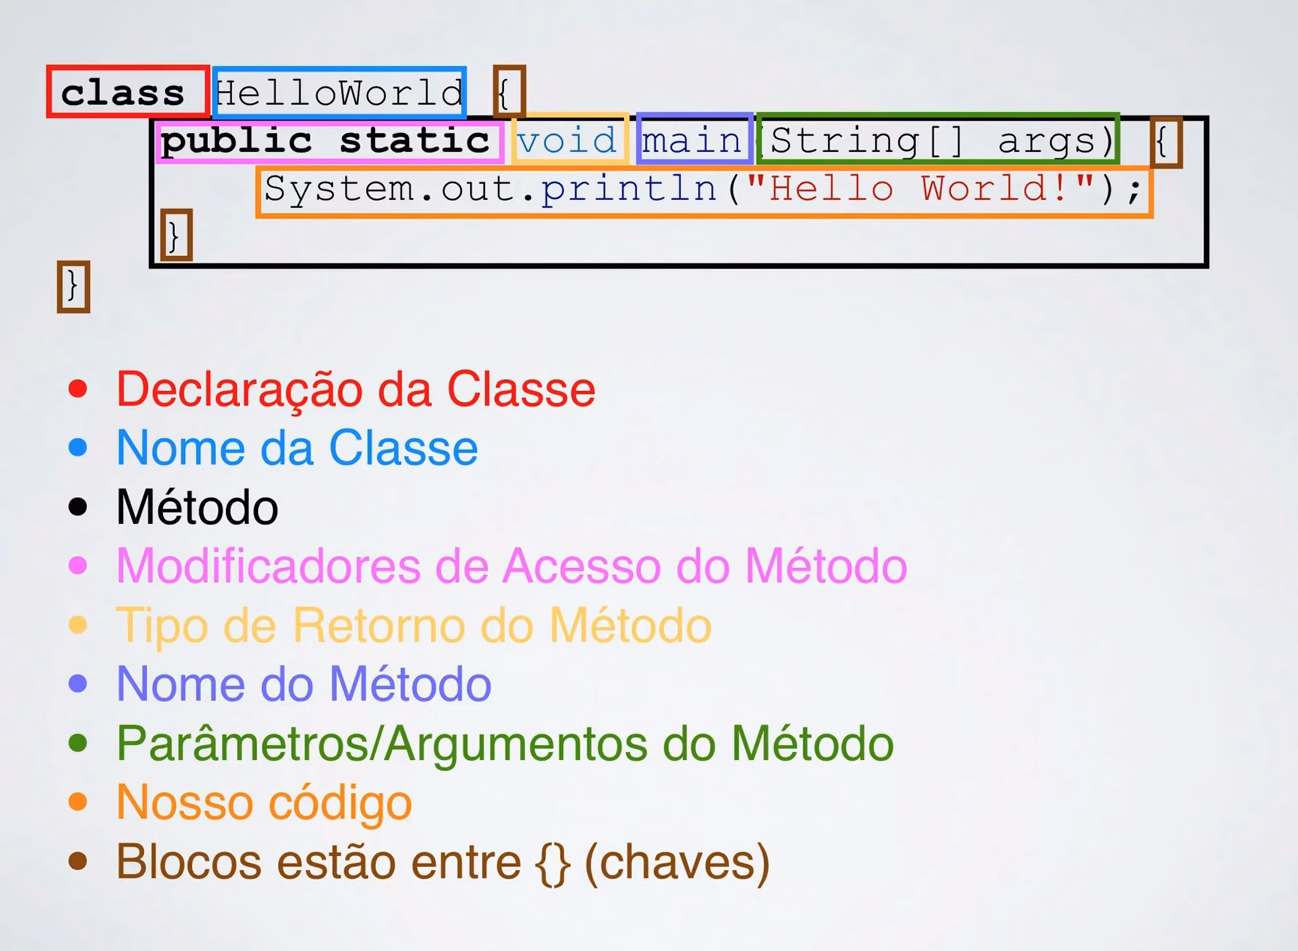 class HelloWorld {
public static void main(String[] args) {
System.out.println("Hello World!");
}
}
• Declaração da Classe
• Nome da Classe
• Método
• Modificadores de Acesso do Método
• Tipo de Retorno do Método
• Nome do Método
• Parâmetros/Argumentos do Método
• Nosso código
• Blocos estão entre {} (chaves)